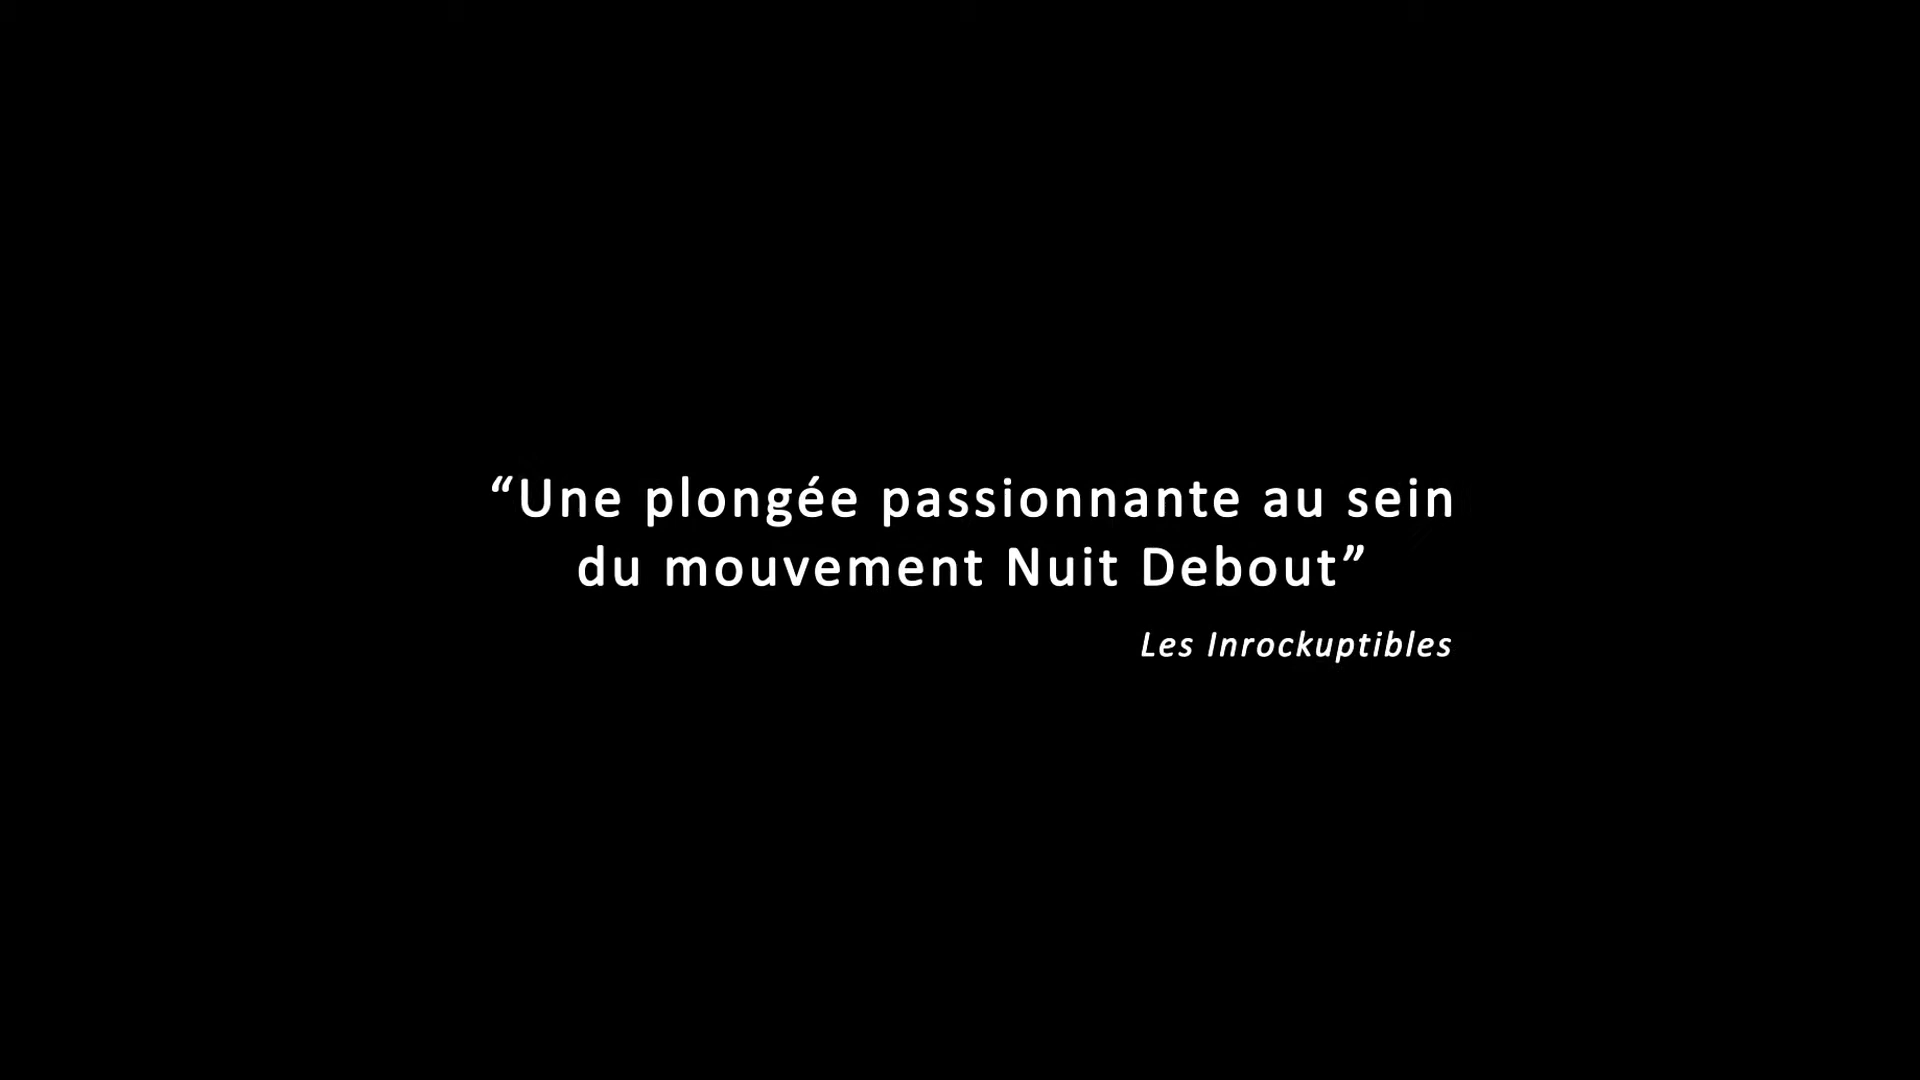 “Une plongée passionnante au sein
du mouvement Nuit Debout”
Les Inrockuptibles